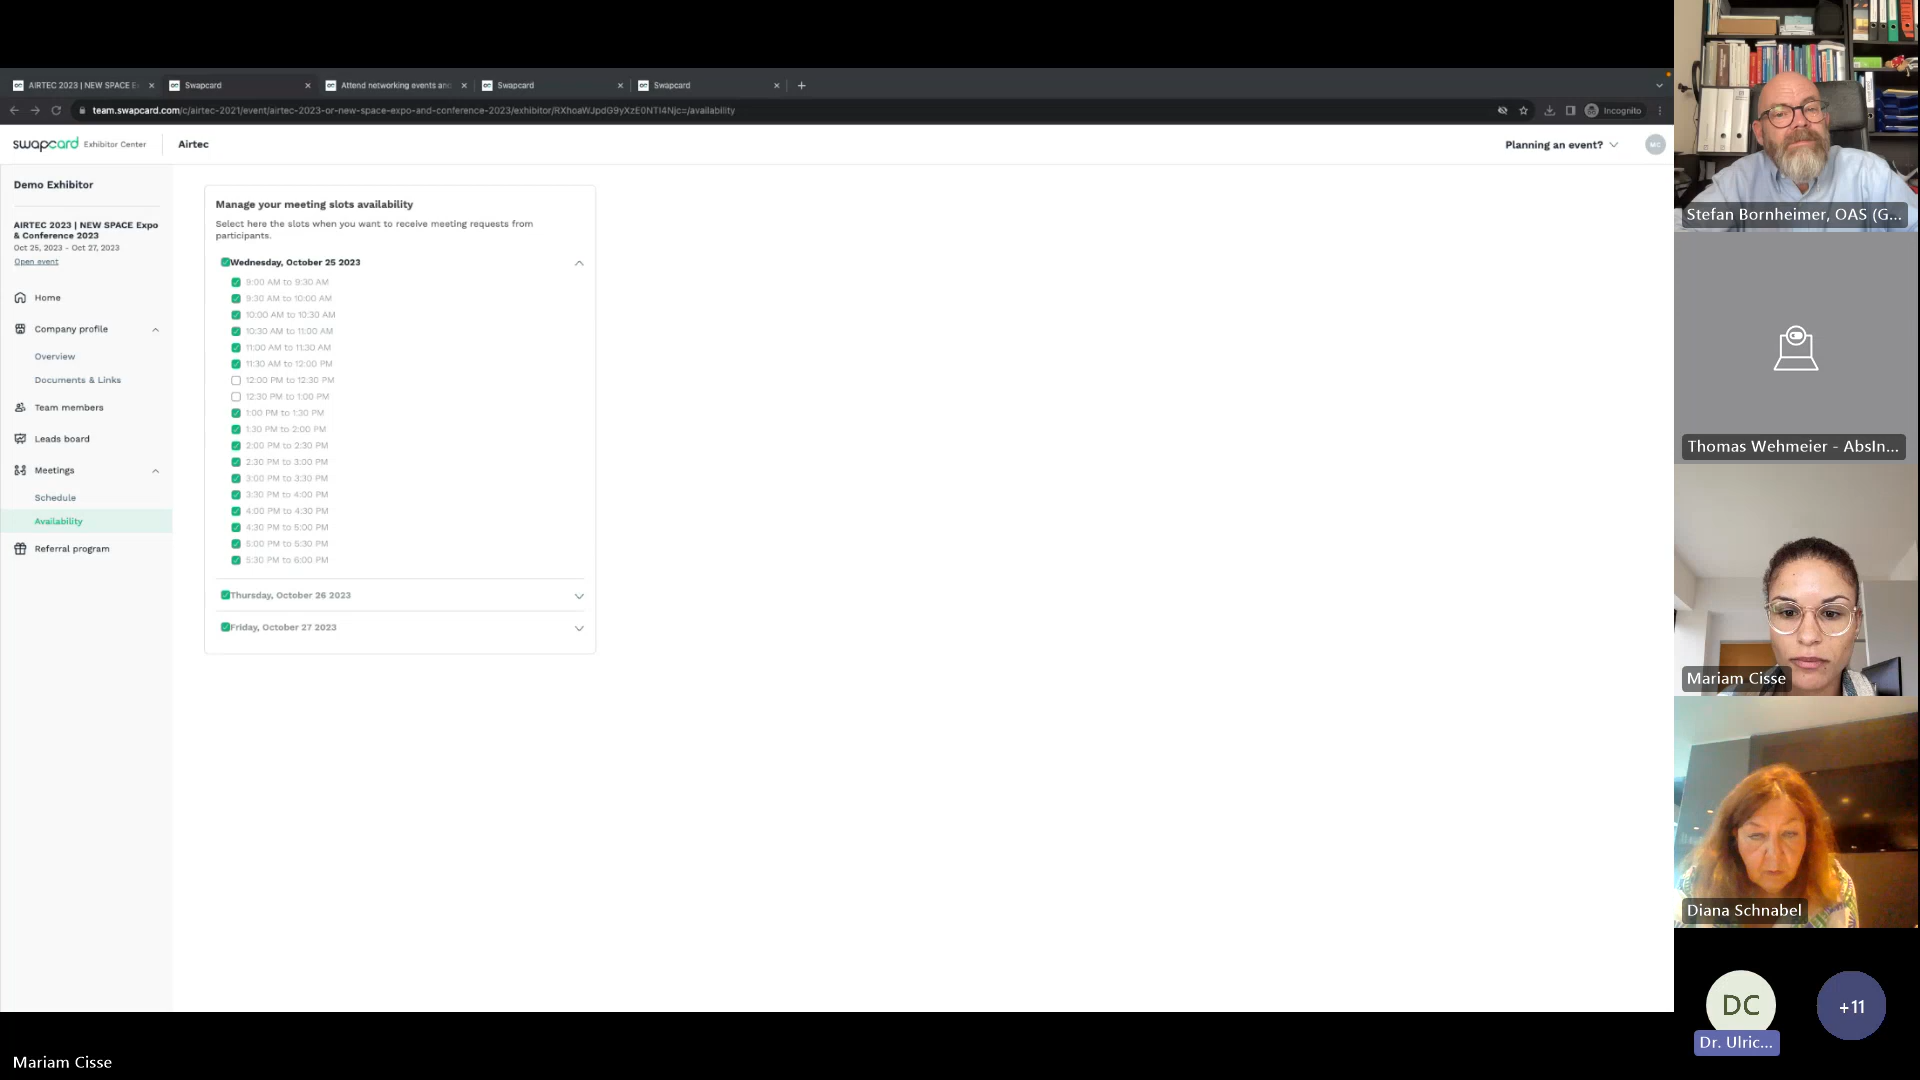 AIRTEC 2023 | NEW SPACE E
Swapcard
Attend networking events an
Swapcard
Swapcard
team.swapcard.com/c/airtec-2021/event/airtec-2023-or-new-space-expo-and-conference-2023/exhibitor/RXhoaWJpdG9yXzE0NTI4Njc=/availability
Incognito
swapcard Exhibitor Center
Airtec
Planning an event?
MC
Demo Exhibitor
AIRTEC 2023 | NEW SPACE Expo
& Conference 2023
Oct 25, 2023 - Oct 27, 2023
Open event
Home
Company profile
Overview
Documents & Links
Team members
Leads board
Meetings
Schedule
Availability
Referral program
Manage your meeting slots availability
Select here the slots when you want to receive meeting requests from
participants.
Wednesday, October 25 2023
9:00 AM to 9:30 AM
9:30 AM to 10:00 AM
10:00 AM to 10:30 AM
10:30 AM to 11:00 AM
11:00 AM to 11:30 AM
11:30 AM to 12:00 PM
12:00 PM to 12:30 PM
12:30 PM to 1:00 PM
1:00 PM to 1:30 PM
1:30 PM to 2:00 PM
2:00 PM to 2:30 PM
2:30 PM to 3:00 PM
3:00 PM to 3:30 PM
3:30 PM to 4:00 PM
4:00 PM to 4:30 PM
4:30 PM to 5:00 PM
5:00 PM to 5:30 PM
5:30 PM to 6:00 PM
Thursday, October 26 2023
Friday, October 27 2023
Stefan Bornheimer, OAS (G...
Thomas Wehmeier - AbsIn...
Mariam Cisse
Diana Schnabel
DC
+11
Dr. Ulric...
Mariam Cisse